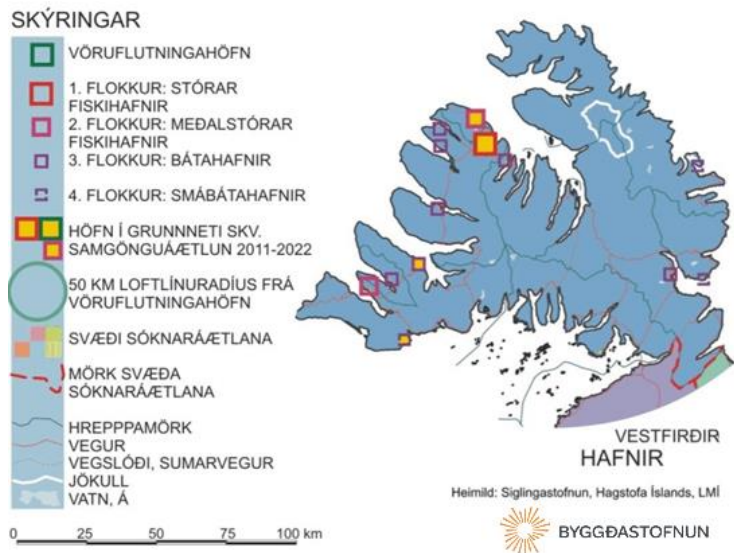 SKÝRINGAR
VÖRUFLUTNINGAHÖFN
1. FLOKKUR: STÓRAR
FISKIHAFNIR
2. FLOKKUR: MEÐALSTÓRAR
FISKIHAFNIR
3. FLOKKUR: BÁTAHAFNIR
4. FLOKKUR: SMÁBÁTAHAFNIR
HÖFN Í GRUNNNETI SKV.
SAMGÖNGUÁÆTLUN 2011-2022
50 KM LOFTLÍNURADÍUS FRÁ
VÖRUFLUTNINGAHÖFN
SVÆÐI SÓKNARÁÆTLANA
MÖRK SVÆÐA
SÓKNARÁÆTLANA
HREPPPAMÖRK
VEGUR
VEGSLÓÐI, SUMARVEGUR
JÖKULL
VATN, Á
0 25 50 100 km
VESTFIRÐIR
HAFNIR
Heimild: Siglingastofnun, Hagstofa Íslands, LMÍ
BYGGÐASTOFNUN